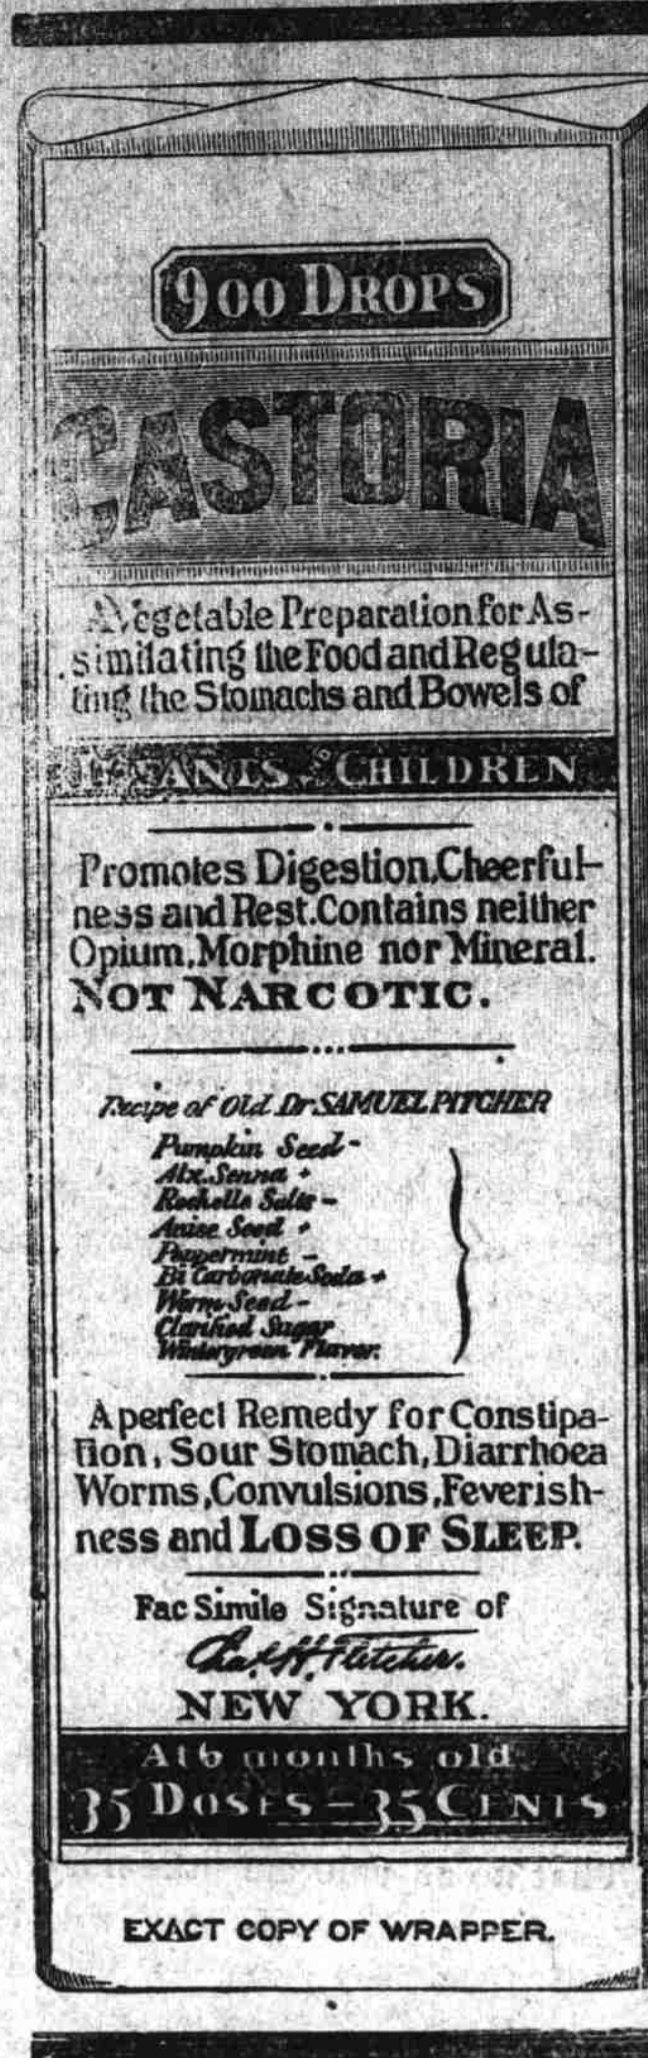 900 DROPS
CASTORIA
A Vegetable Preparation for As-
similating the Food and Regula-
ting the Stomachs and Bowels of
INFANTS AND CHILDREN
Promotes Digestion, Cheerful-
ness and Rest. Contains neither
Opium, Morphine nor Mineral.
NOT NARCOTIC.
Recipe of Old Dr SAMUEL PITCHER
Pumpkin Seed -
Alx. Senna +
Rochelle Salts -
Anise Seed +
Peppermint -
Bi Carbonate Soda +
Worm Seed -
Clarified Sugar
Wintergreen Flavor.
A perfect Remedy for Constipa-
tion, Sour Stomach, Diarrhoea
Worms, Convulsions, Feverish-
ness and LOSS OF SLEEP.
Fac Simile Signature of
Chas. H. Fletcher.
NEW YORK.
At 6 months old
35 DOSES - 35 CENTS
EXACT COPY OF WRAPPER.